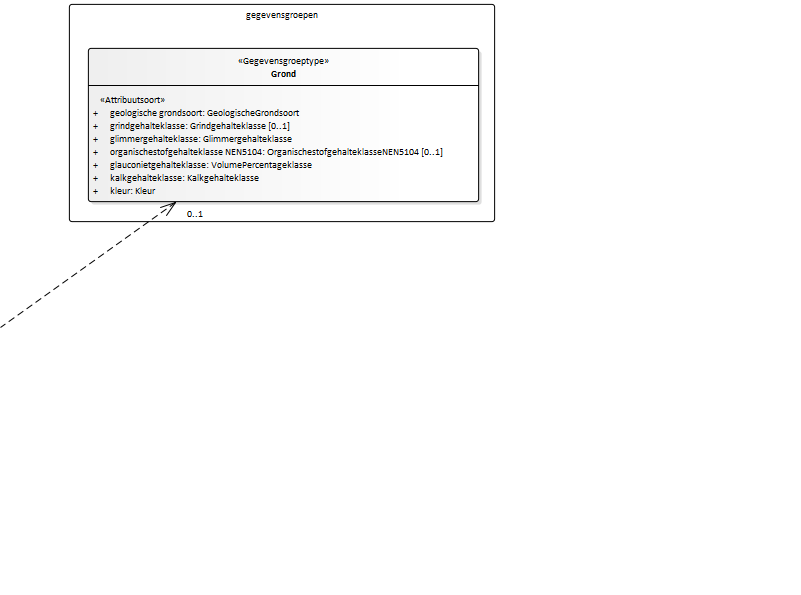 gegevensgroepen
«Gegevensgroeptype»
Grond
«Attribuutsoort»
+ geologische grondsoort: GeologischeGrondsoort
+ grindgehalteklasse: Grindgehalteklasse [0..1]
+ glimmergehalteklasse: Glimmergehalteklasse
+ organischestofgehalteklasse NEN5104: OrganischestofgehalteklasseNEN5104 [0..1]
+ glauconietgehalteklasse: VolumePercentageklasse
+ kalkgehalteklasse: Kalkgehalteklasse
+ kleur: Kleur
0..1